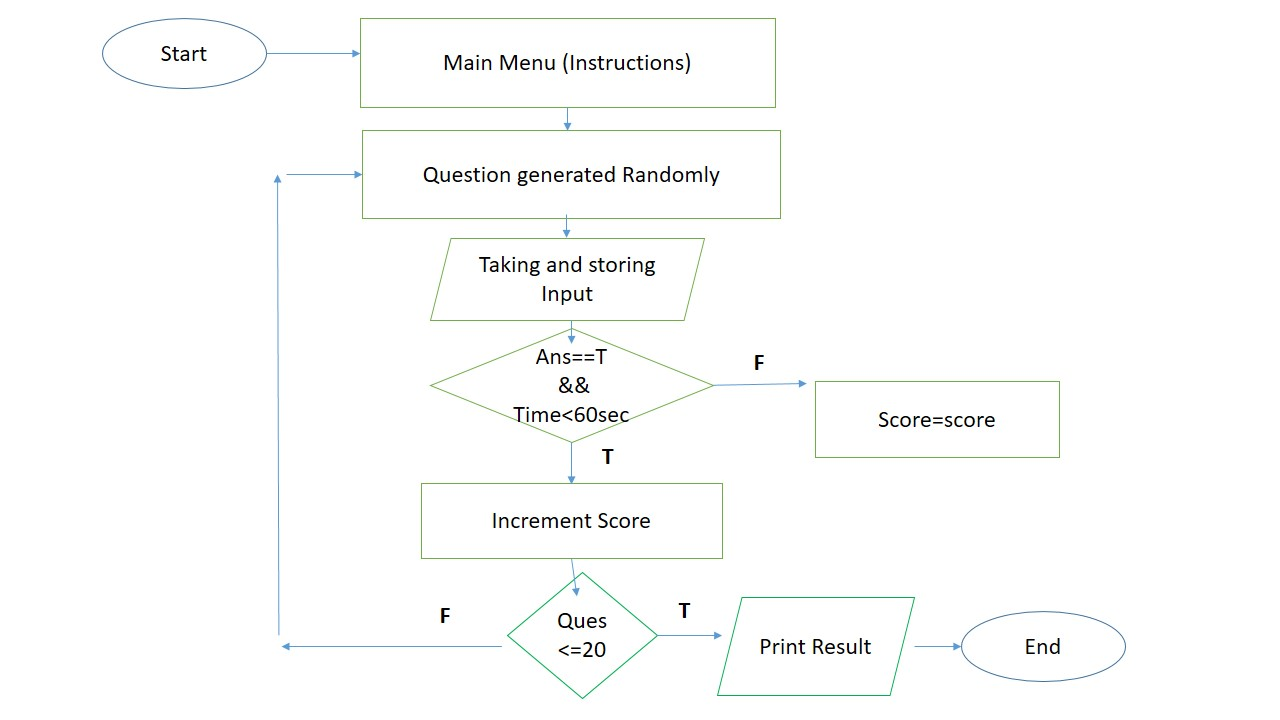 Start
Main Menu (Instructions)
Question generated Randomly
Taking and storing
Input
Ans==T
&&
Time<60sec
F
Score=score
T
Increment Score
F
Ques
<=20
T
Print Result
End